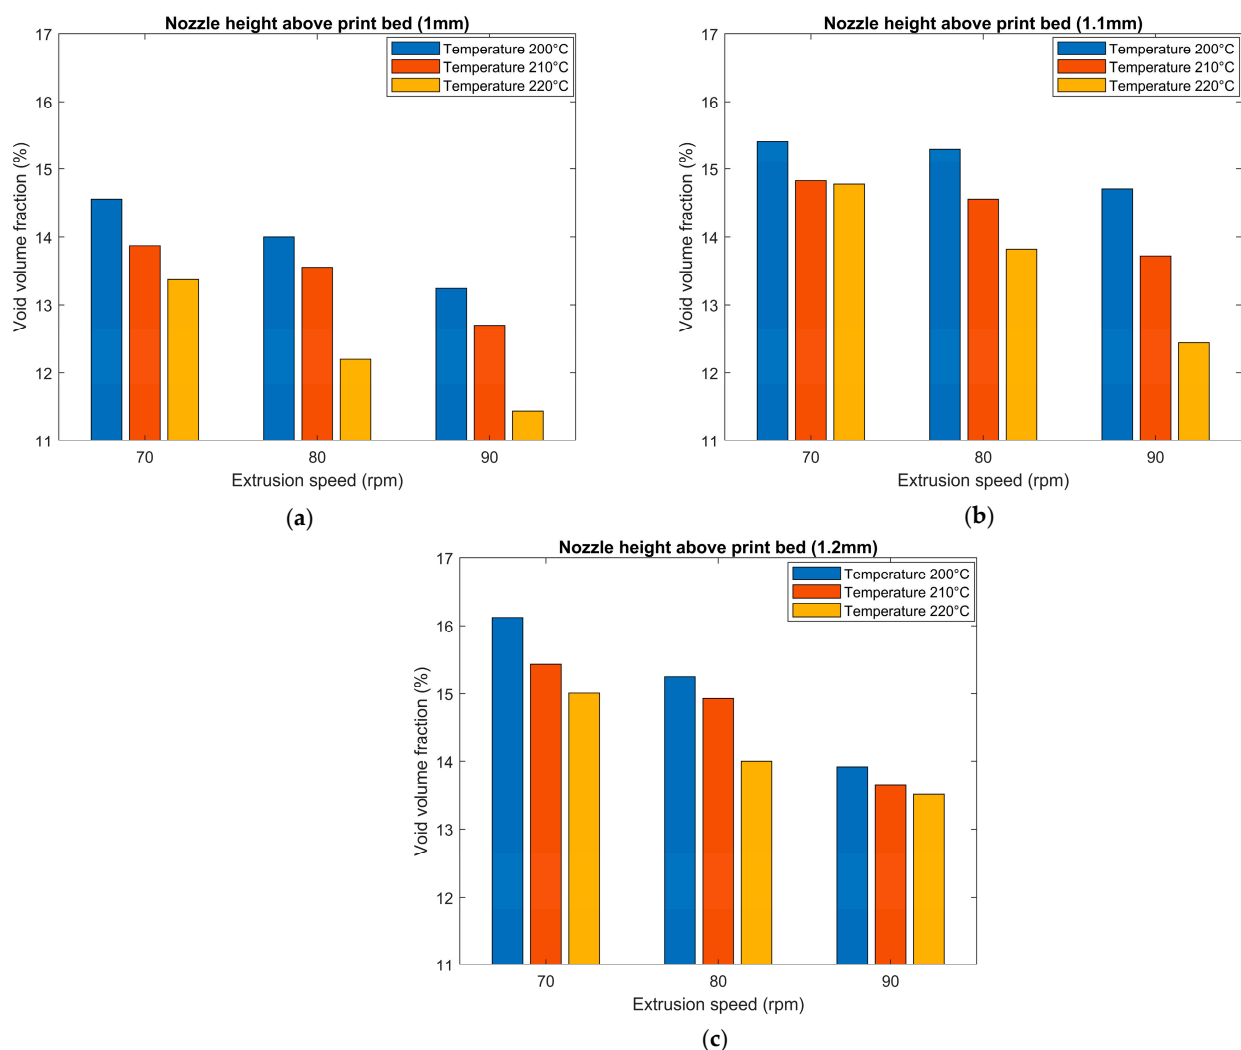 Nozzle height above print bed (1mm)
17
16
15
14
13
12
11
Void volume fraction (%)
Temperature 200°C
Temperature 210°C
Temperature 220°C
70
80
90
Extrusion speed (rpm)
(a)
Nozzle height above print bed (1.1mm)
17
16
15
14
13
12
11
Void volume fraction (%)
Temperature 200°C
Temperature 210°C
Temperature 220°C
70
80
90
Extrusion speed (rpm)
(b)
Nozzle height above print bed (1.2mm)
17
16
15
14
13
12
11
Void volume fraction (%)
Temperature 200°C
Temperature 210°C
Temperature 220°C
70
80
90
Extrusion speed (rpm)
(c)